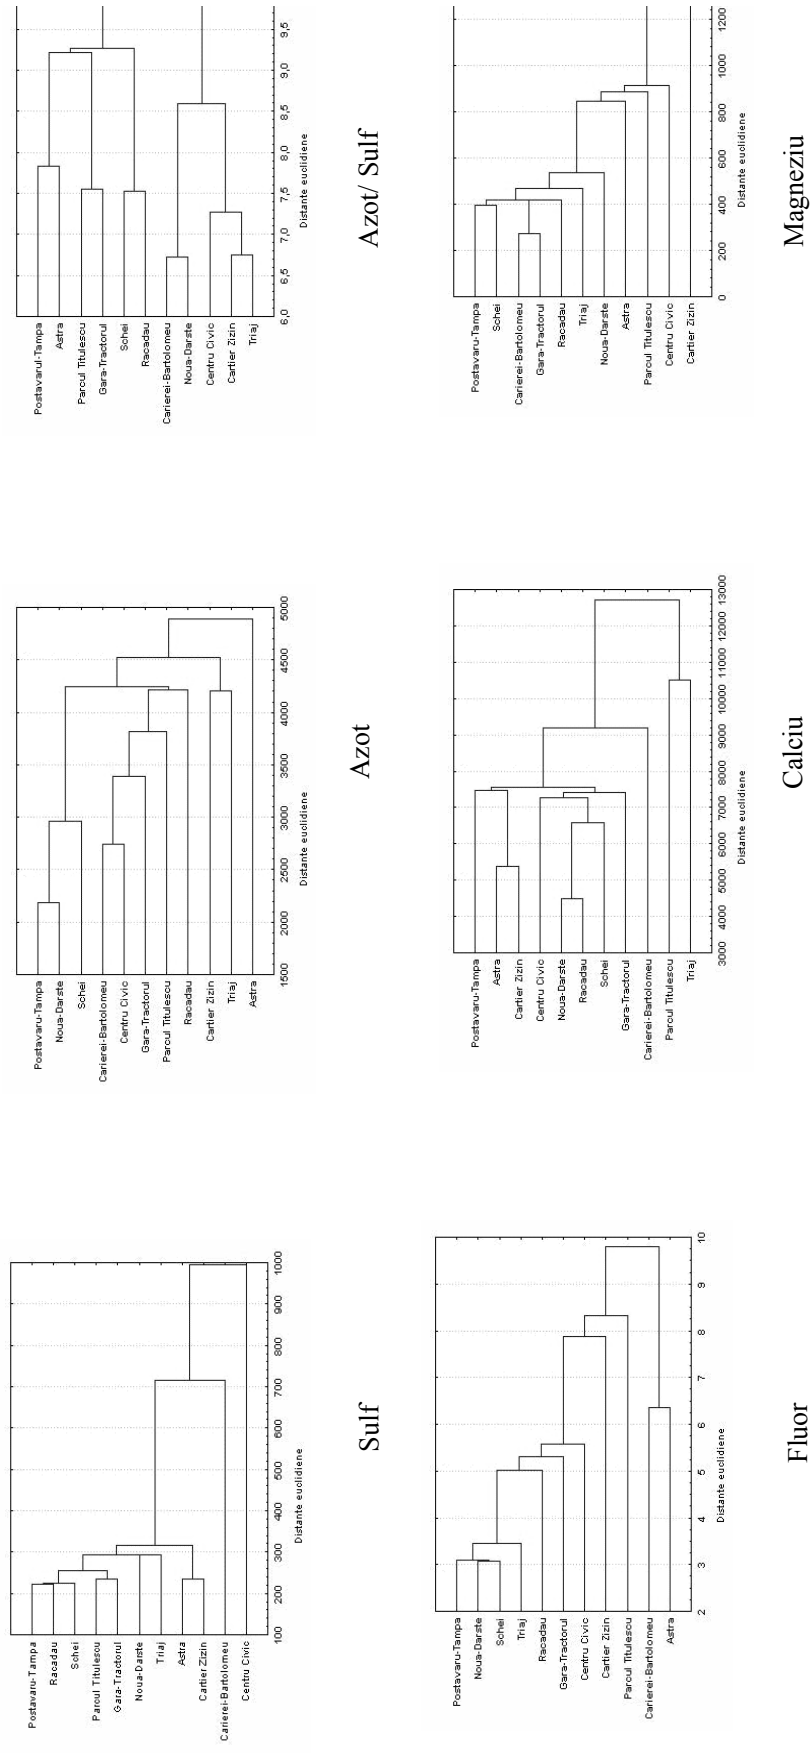 9,5
9,0
8,5
8,0
7,5
7,0
6,5
6,0
Distante euclidiene
Postavarul-Tampa
Astra
Parcul Titulescu
Gara-Tractorul
Schei
Racadau
Carierei-Bartolomeu
Noua-Darste
Centru Civic
Cartier Zizin
Triaj
Azot/ Sulf
1200
1000
800
600
400
200
0
Distante euclidiene
Postavaru-Tampa
Schei
Carierei-Bartolomeu
Gara-Tractorul
Racadau
Triaj
Noua-Darste
Astra
Parcul Titulescu
Centru Civic
Cartier Zizin
Magneziu
5000
4500
4000
3500
3000
2500
2000
1500
Distante euclidiene
Postavaru-Tampa
Noua-Darste
Schei
Carierei-Bartolomeu
Centru Civic
Gara-Tractorul
Parcul Titulescu
Racadau
Cartier Zizin
Triaj
Astra
Azot
13000
12000
11000
10000
9000
8000
7000
6000
5000
4000
3000
Distante euclidiene
Postavaru-Tampa
Astra
Cartier Zizin
Centru Civic
Noua-Darste
Racadau
Schei
Gara-Tractorul
Carierei-Bartolomeu
Parcul Titulescu
Triaj
Calciu
1000
900
800
700
600
500
400
300
200
100
Distante euclidiene
Postavaru-Tampa
Racadau
Schei
Parcul Titulescu
Gara-Tractorul
Noua-Darste
Triaj
Astra
Cartier Zizin
Carierei-Bartolomeu
Centru Civic
Sulf
10
9
8
7
6
5
4
3
2
Distante euclidiene
Postavaru-Tampa
Noua-Darste
Schei
Triaj
Racadau
Gara-Tractorul
Centru Civic
Cartier Zizin
Parcul Titulescu
Carierei-Bartolomeu
Astra
Fluor